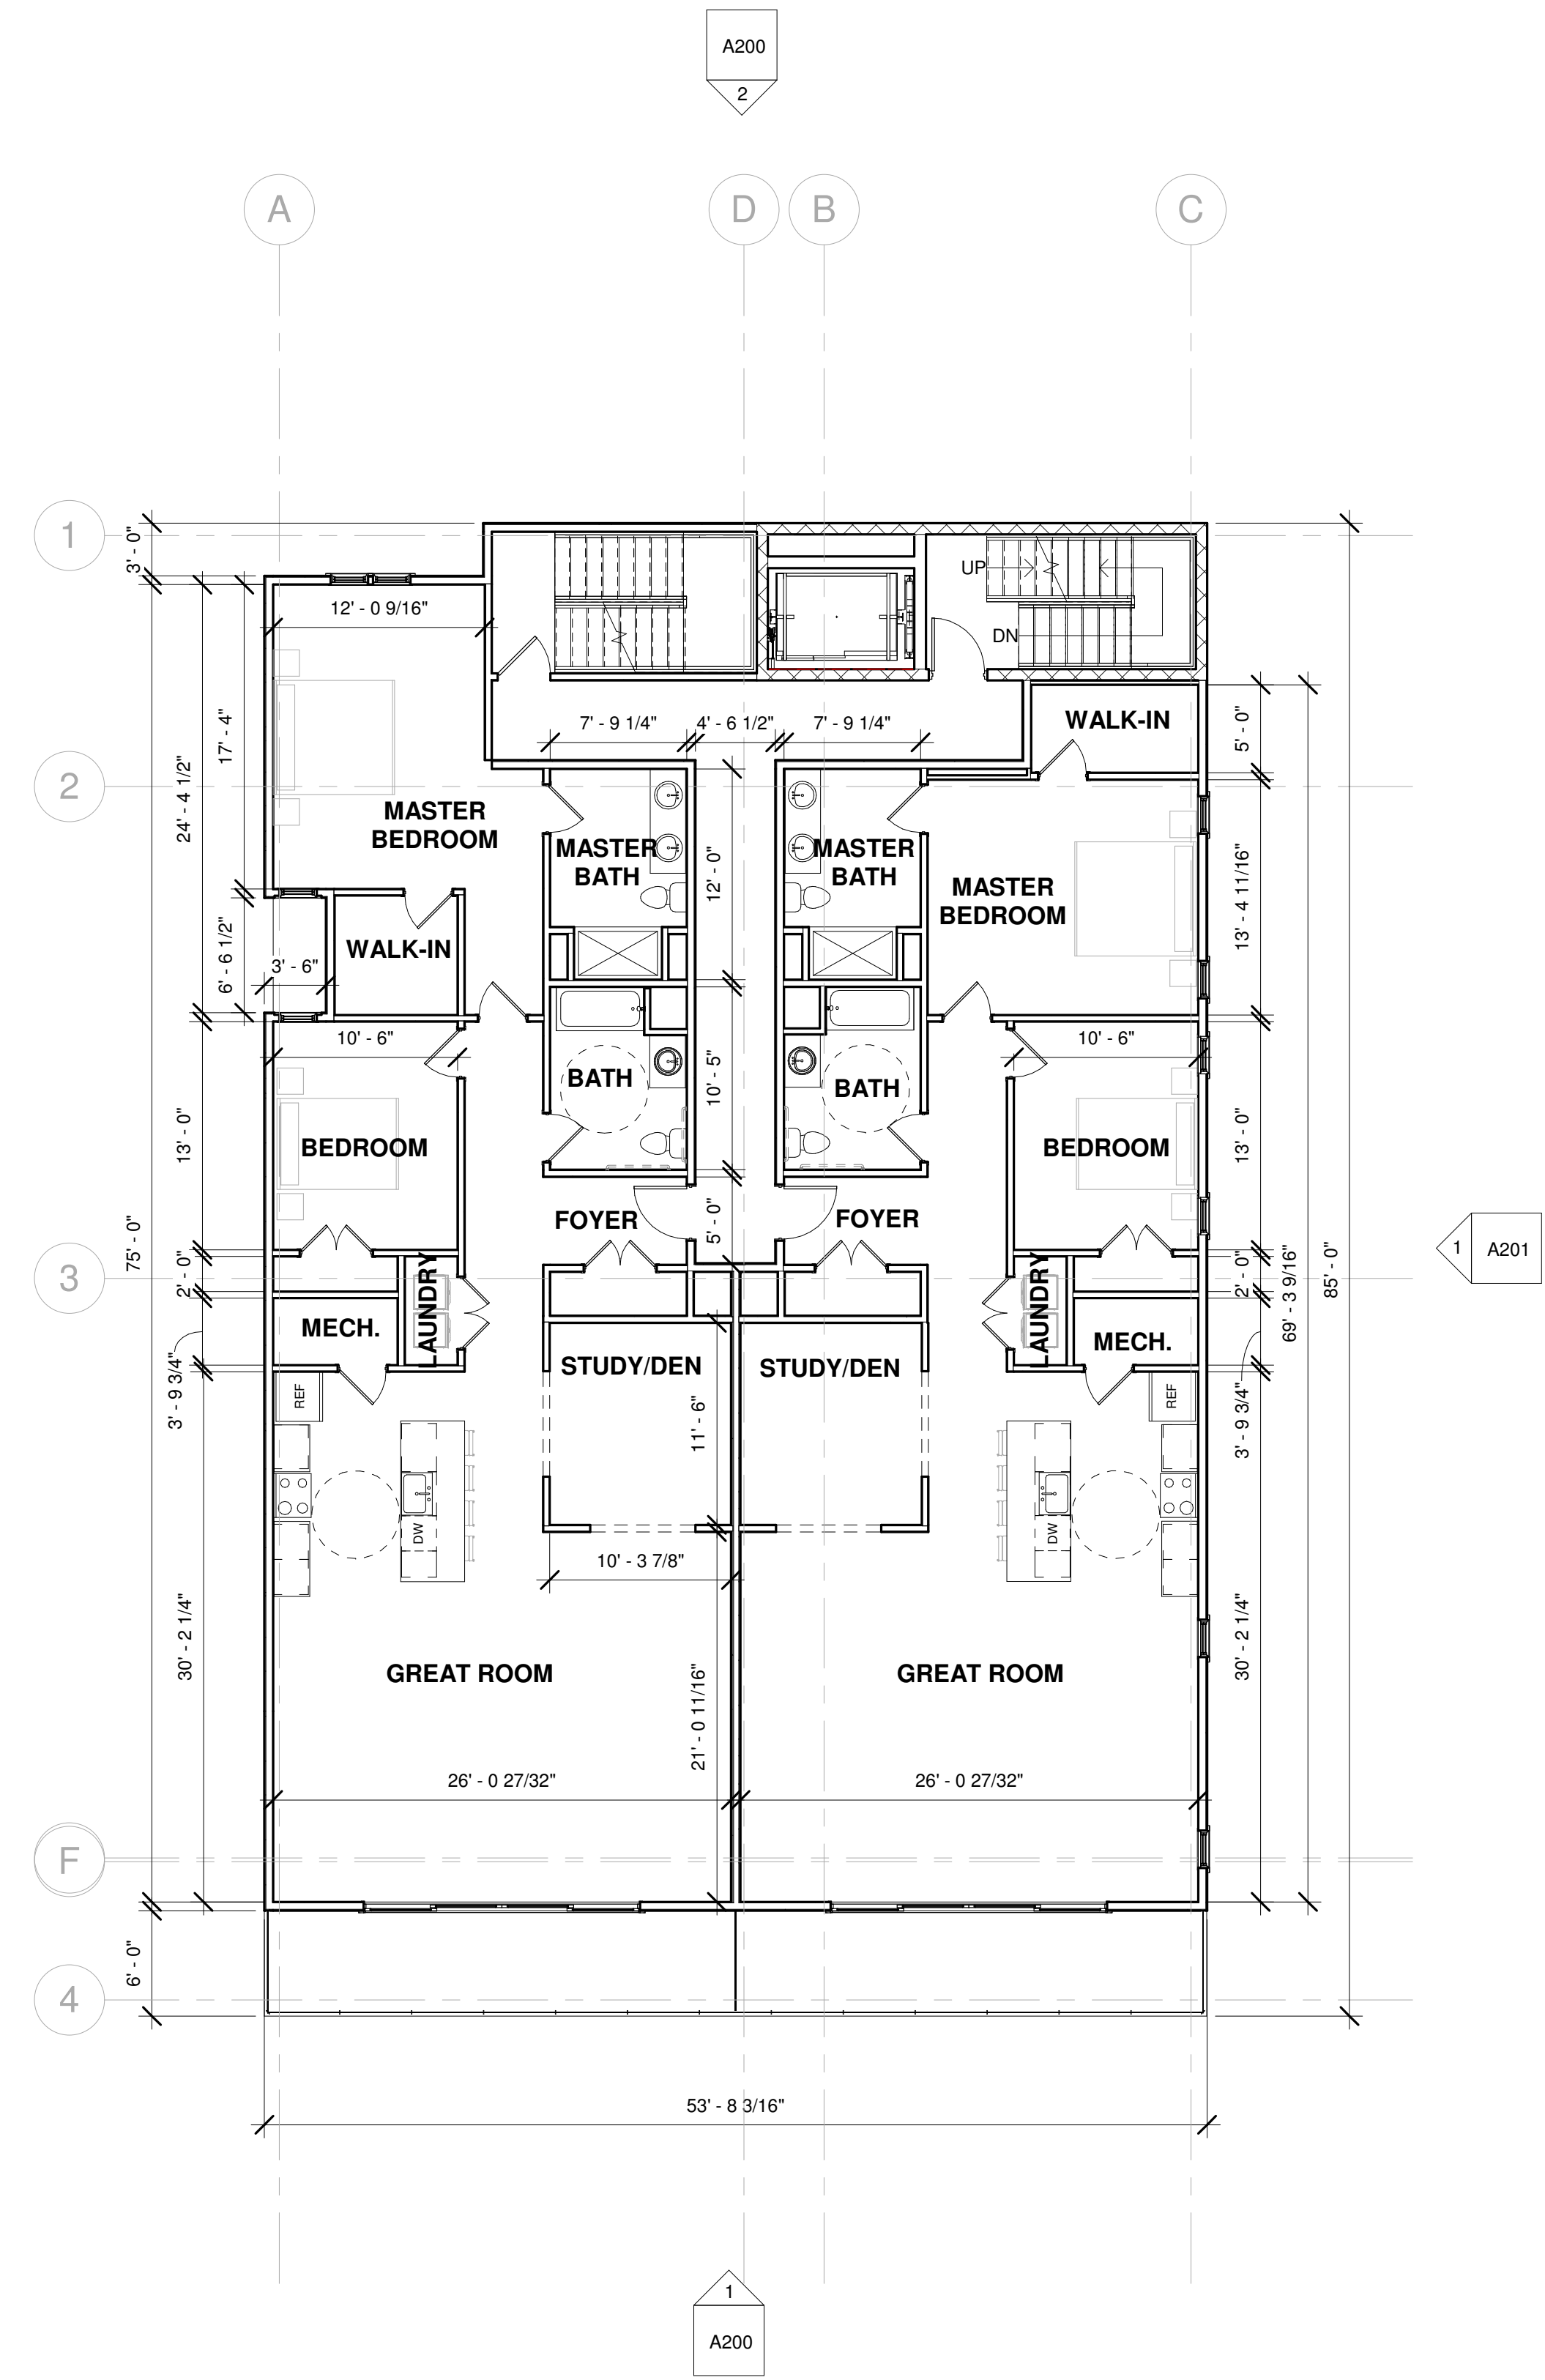 A200
2
A
D
B
C
1
3' - 0"
12' - 0 9/16"
UP
DN
7' - 9 1/4"
4' - 6 1/2"
7' - 9 1/4"
WALK-IN
5' - 0"
17' - 4"
24' - 4 1/2"
2
MASTER
BEDROOM
MASTER
BATH
12' - 0"
MASTER
BATH
MASTER
BEDROOM
13' - 4 11/16"
WALK-IN
6' - 6 1/2"
3' - 6"
10' - 6"
10' - 6"
BATH
10' - 5"
BATH
13' - 0"
BEDROOM
BEDROOM
13' - 0"
FOYER
5' - 0"
FOYER
75' - 0"
1
A201
3
2' - 0"
LAUNDRY
LAUNDRY
2' - 0"
69' - 3 9/16"
85' - 0"
MECH.
MECH.
STUDY/DEN
STUDY/DEN
3' - 9 3/4"
REF
11' - 6"
REF
3' - 9 3/4"
DW
DW
10' - 3 7/8"
30' - 2 1/4"
30' - 2 1/4"
GREAT ROOM
GREAT ROOM
21' - 0 11/16"
26' - 0 27/32"
26' - 0 27/32"
F
6' - 0"
4
53' - 8 3/16"
1
A200